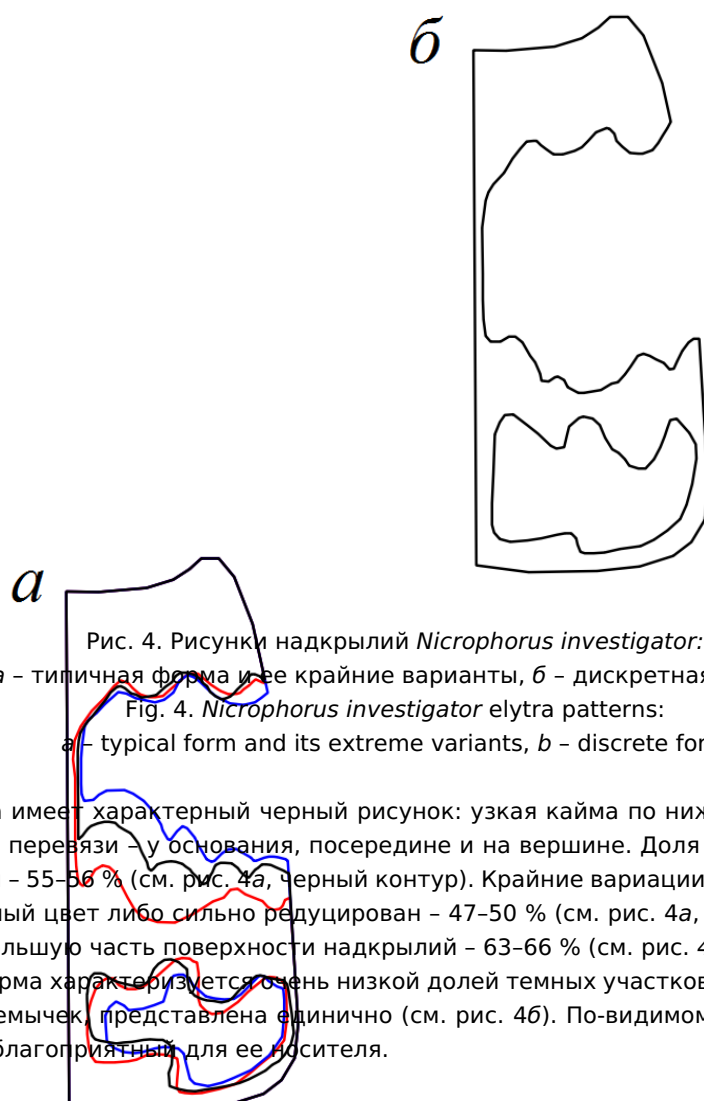 б
а
Рис. 4. Рисунки надкрылий Nicrophorus investigator:
а – типичная форма и ее крайние варианты, б – дискретная
Fig. 4. Nicrophorus investigator elytra patterns:
a – typical form and its extreme variants, b – discrete for
имеет характерный черный рисунок: узкая кайма по ниж
перевязи – у основания, посередине и на вершине. Доля
– 55–56 % (см. рис. 4а, черный контур). Крайние вариации
ный цвет либо сильно редуцирован – 47–50 % (см. рис. 4а,
льшую часть поверхности надкрылий – 63–66 % (см. рис. 4
рма характеризуется очень низкой долей темных участков
емычек, представлена единично (см. рис. 4б). По-видимом
благоприятный для ее носителя.